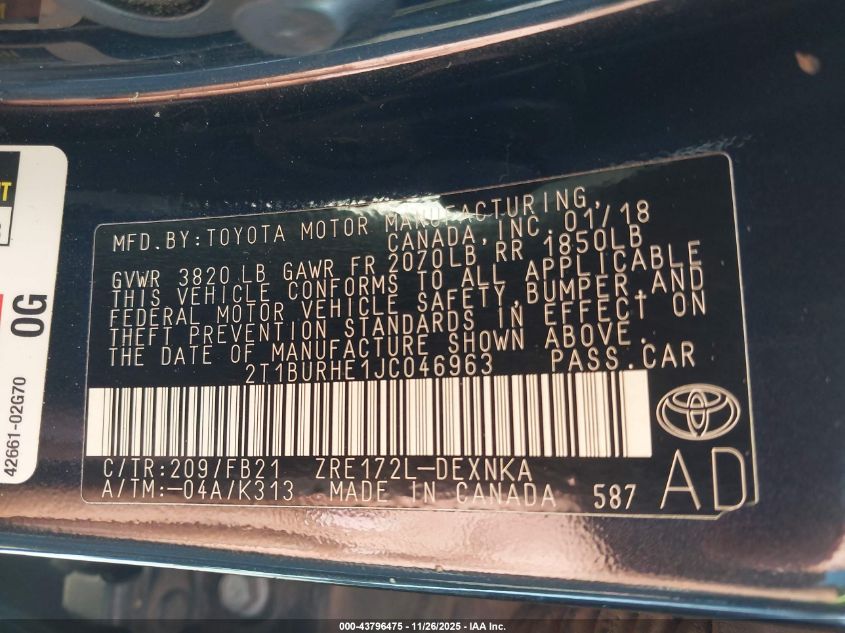 MFD.BY:TOYOTA MOTOR MANUFACTURING,
CANADA,INC.01/18
GVWR 3820 LB GAWR FR 2070LB, RR 1850LB
THIS VEHICLE CONFORMS TO ALL APPLICABLE
FEDERAL MOTOR VEHICLE SAFETY,BUMPER,AND
THEFT PREVENTION STANDARDS IN EFFECT ON
THE DATE OF MANUFACTURE SHOWN ABOVE.
2T1BURHE1JC046963 PASS.CAR
C/TR:209/FB21 ZRE172L-DEXNKA
A/TM:-04A/K313 MADE IN CANADA 587
AD
0G
42661-02G70
000-43796475 - 11/26/2025 - IAA Inc.